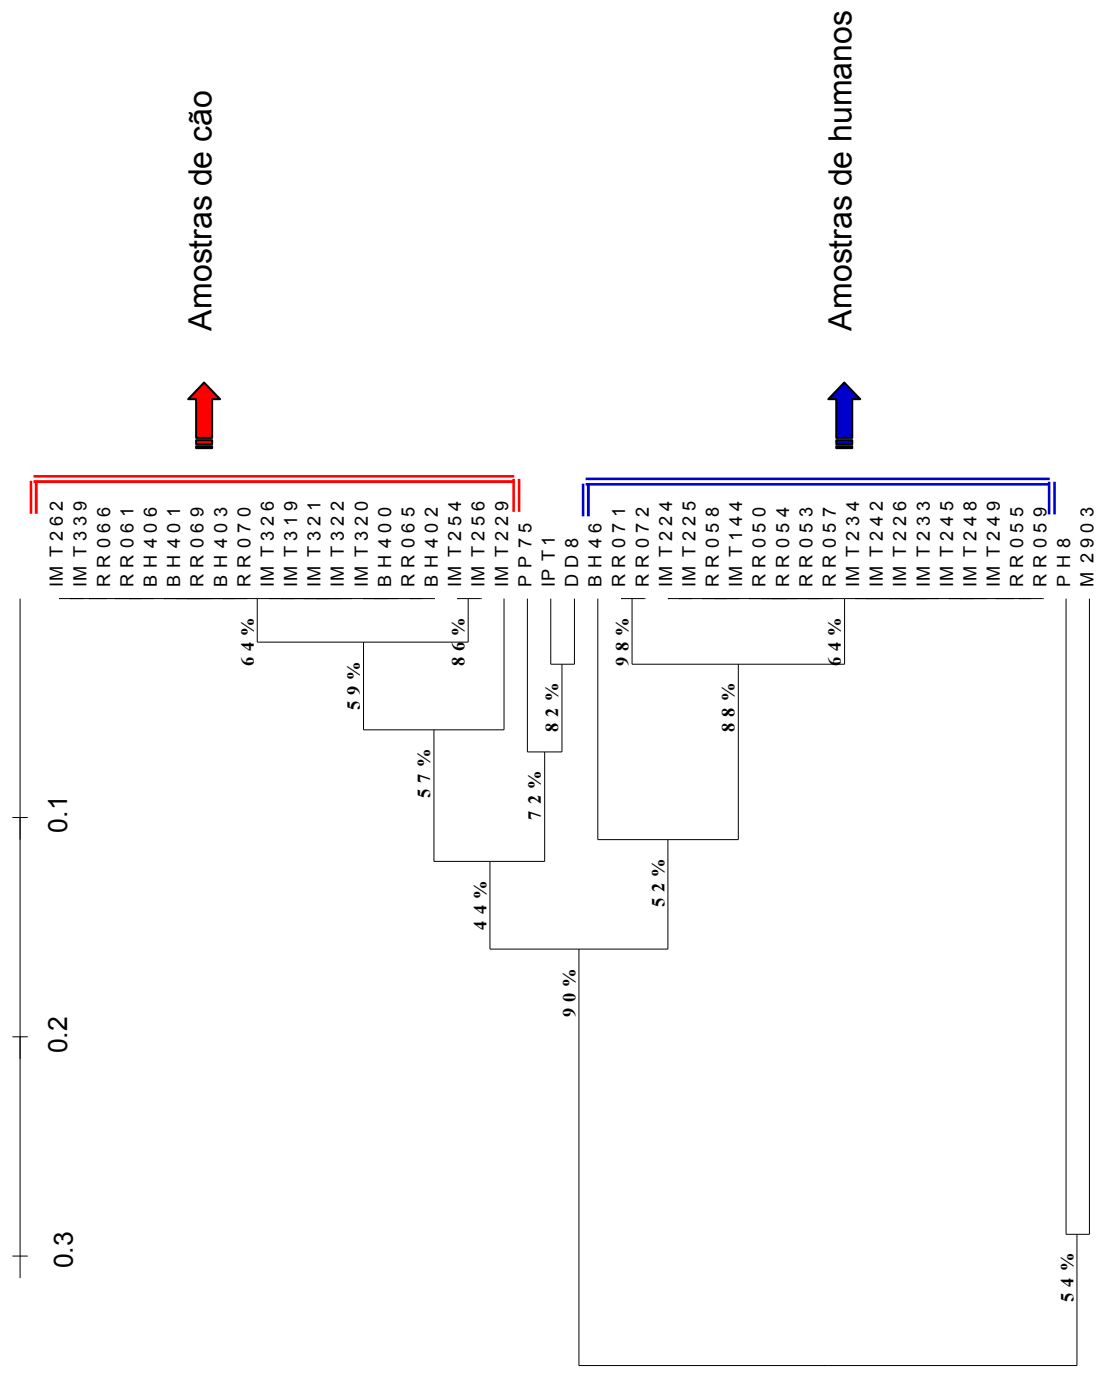 Amostras de cão
Amostras de humanos
IMT262
IMT339
RR066
RR061
BH406
BH401
RR069
BH403
RR070
IMT326
IMT319
IMT321
IMT322
IMT320
BH400
RR065
BH402
IMT254
IMT256
IMT229
PP75
IPT1
DD8
BH46
RR071
RR072
IMT224
IMT225
RR058
IMT144
RR050
RR054
RR053
RR057
IMT234
IMT242
IMT226
IMT233
IMT245
IMT248
IMT249
RR055
RR059
PH8
M2903
64%
86%
59%
57%
82%
72%
44%
98%
64%
88%
52%
90%
54%
0.1
0.2
0.3